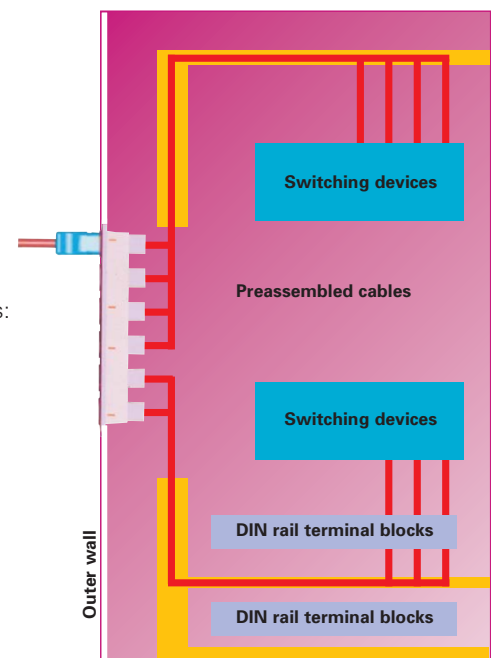 Switching devices
s:
Preassembled cables
Switching devices
DIN rail terminal blocks
DIN rail terminal blocks
Outer wall